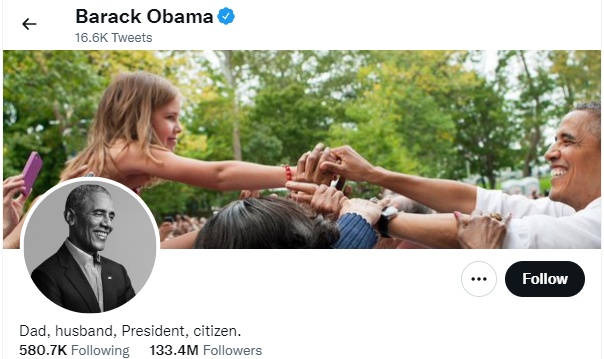 Barack Obama
16.6K Tweets
Follow
Dad, husband, President, citizen.
580.7K Following 133.4M Followers